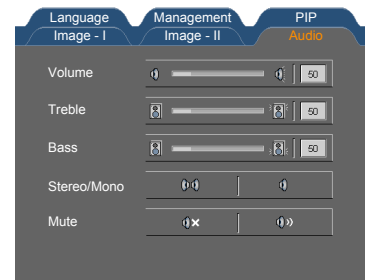 Language Management PIP
Image - I Image - II Audio
Volume 50
Treble 50
Bass 50
Stereo/Mono
Mute